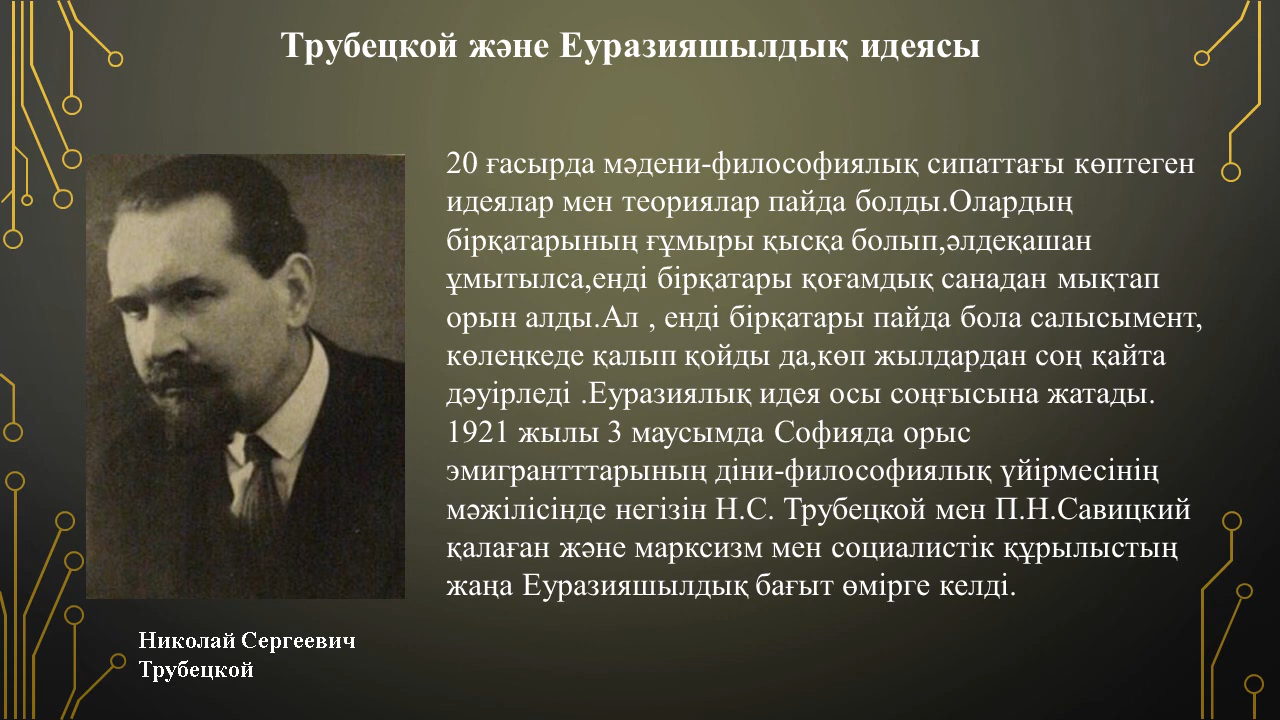 Трубецкой және Еуразияшылдық идеясы
20 ғасырда мәдени-философиялық сипаттағы көптеген
идеялар мен теориялар пайда болды.Олардың
бірқатарының ғұмыры қысқа болып,әлдеқашан
ұмытылса,енді бірқатары қоғамдық санадан мықтап
орын алды.Ал , енді бірқатары пайда бола салысымент,
көлеңкеде қалып қойды да,көп жылдардан соң қайта
дәуірледі .Еуразиялық идея осы соңғысына жатады.
1921 жылы 3 маусымда Софияда орыс
эмигрантттарының діни-философиялық үйірмесінің
мәжілісінде негізін Н.С. Трубецкой мен П.Н.Савицкий
қалаған және марксизм мен социалистік құрылыстың
жаңа Еуразияшылдық бағыт өмірге келді.
Николай Сергеевич
Трубецкой